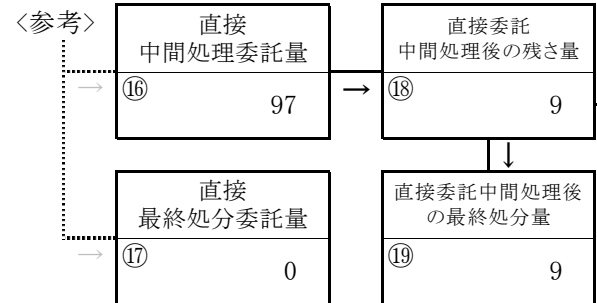 〈参考〉
直接
中間処理委託量
⑯
97
→
→
直接委託
中間処理後の残さ量
⑱
9
↓
直接
最終処分委託量
→
⑰
0
直接委託中間処理後
の最終処分量
⑲
9